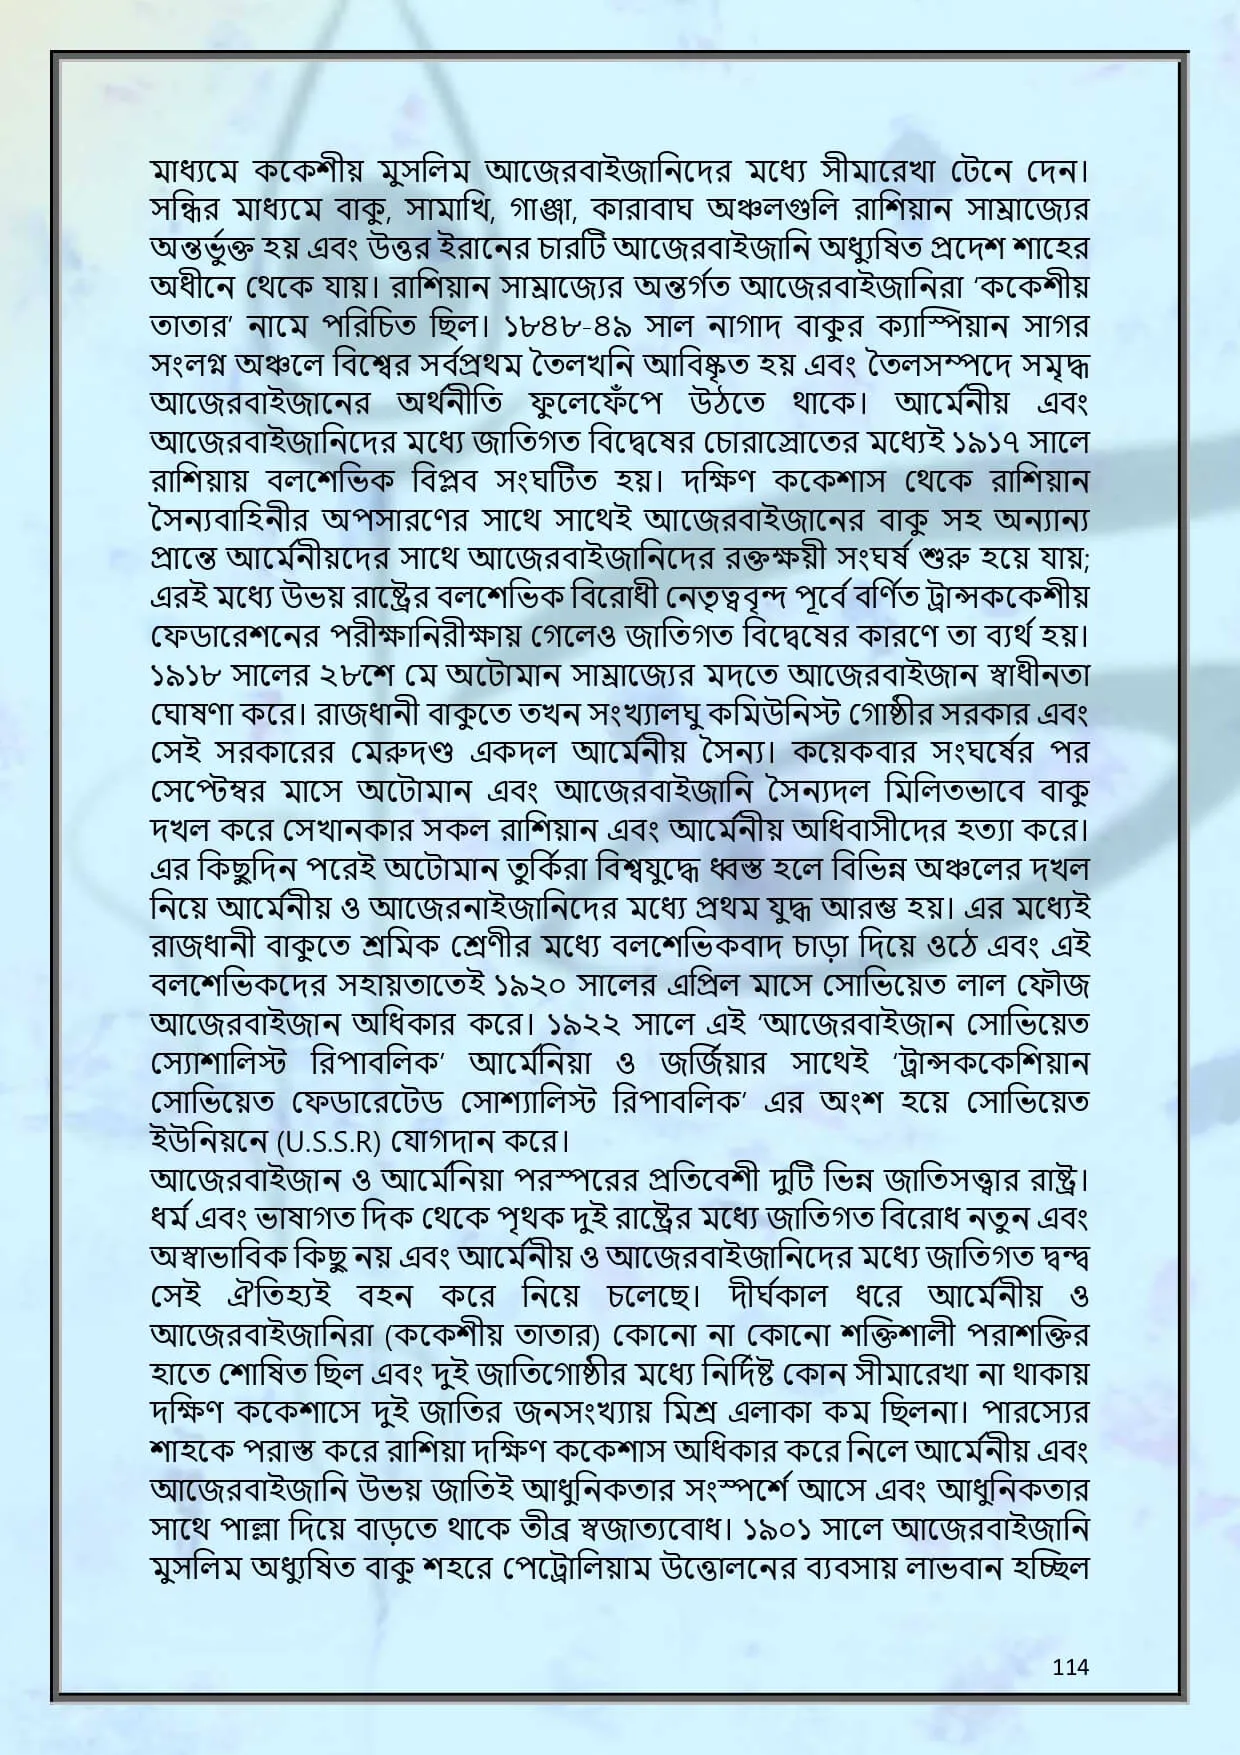 মাধ্যমে ককেশীয় মুসলিম আজেরবাইজানিদের মধ্যে সীমারেখা টেনে দেন।
সন্ধির মাধ্যমে বাকু, সামাখি, গাঞ্জা, কারাবাঘ অঞ্চলগুলি রাশিয়ান সাম্রাজ্যের
অন্তর্ভুক্ত হয় এবং উত্তর ইরানের চারটি আজেরবাইজানি অধ্যুষিত প্রদেশ শাহের
অধীনে থেকে যায়। রাশিয়ান সাম্রাজ্যের অন্তর্গত আজেরবাইজানিরা ’ককেশীয়
তাতার’ নামে পরিচিত ছিল। ১৮৪৮-৪৯ সাল নাগাদ বাকুর ক্যাস্পিয়ান সাগর
সংলগ্ন অঞ্চলে বিশ্বের সর্বপ্রথম তৈলখনি আবিষ্কৃত হয় এবং তৈলসম্পদে সমৃদ্ধ
আজেরবাইজানের অর্থনীতি ফুলেফেঁপে উঠতে থাকে। আর্মেনীয় এবং
আজেরবাইজানিদের মধ্যে জাতিগত বিদ্বেষের চোরাস্রোতের মধ্যেই ১৯১৭ সালে
রাশিয়ায় বলশেভিক বিপ্লব সংঘটিত হয়। দক্ষিণ ককেশাস থেকে রাশিয়ান
সৈন্যবাহিনীর অপসারণের সাথে সাথেই আজেরবাইজানের বাকু সহ অন্যান্য
প্রান্তে আর্মেনীয়দের সাথে আজেরবাইজানিদের রক্তক্ষয়ী সংঘর্ষ শুরু হয়ে যায়;
এরই মধ্যে উভয় রাষ্ট্রের বলশেভিক বিরোধী নেতৃত্ববৃন্দ পূর্বে বর্ণিত ট্রান্সককেশীয়
ফেডারেশনের পরীক্ষানিরীক্ষায় গেলেও জাতিগত বিদ্বেষের কারণে তা ব্যর্থ হয়।
১৯১৮ সালের ২৮শে মে অটোমান সাম্রাজ্যের মদতে আজেরবাইজান স্বাধীনতা
ঘোষণা করে। রাজধানী বাকুতে তখন সংখ্যালঘু কমিউনিস্ট গোষ্ঠীর সরকার এবং
সেই সরকারের মেরুদণ্ড একদল আর্মেনীয় সৈন্য। কয়েকবার সংঘর্ষের পর
সেপ্টেম্বর মাসে অটোমান এবং আজেরবাইজানি সৈন্যদল মিলিতভাবে বাকু
দখল করে সেখানকার সকল রাশিয়ান এবং আর্মেনীয় অধিবাসীদের হত্যা করে।
এর কিছুদিন পরেই অটোমান তুর্কিরা বিশ্বযুদ্ধে ধ্বস্ত হলে বিভিন্ন অঞ্চলের দখল
নিয়ে আর্মেনীয় ও আজেরনাইজানিদের মধ্যে প্রথম যুদ্ধ আরম্ভ হয়। এর মধ্যেই
রাজধানী বাকুতে শ্রমিক শ্রেণীর মধ্যে বলশেভিকবাদ চাড়া দিয়ে ওঠে এবং এই
বলশেভিকদের সহায়তাতেই ১৯২০ সালের এপ্রিল মাসে সোভিয়েত লাল ফৌজ
আজেরবাইজান অধিকার করে। ১৯২২ সালে এই ’আজেরবাইজান সোভিয়েত
স্যোশালিস্ট রিপাবলিক’ আর্মেনিয়া ও জর্জিয়ার সাথেই ’ট্রান্সককেশিয়ান
সোভিয়েত ফেডারেটেড সোশ্যালিস্ট রিপাবলিক’ এর অংশ হয়ে সোভিয়েত
ইউনিয়নে (U.S.S.R) যোগদান করে।
আজেরবাইজান ও আর্মেনিয়া পরস্পরের প্রতিবেশী দুটি ভিন্ন জাতিসত্ত্বার রাষ্ট্র।
ধর্ম এবং ভাষাগত দিক থেকে পৃথক দুই রাষ্ট্রের মধ্যে জাতিগত বিরোধ নতুন এবং
অস্বাভাবিক কিছু নয় এবং আর্মেনীয় ও আজেরবাইজানিদের মধ্যে জাতিগত দ্বন্দ্ব
সেই ঐতিহ্যই বহন করে নিয়ে চলেছে। দীর্ঘকাল ধরে আর্মেনীয় ও
আজেরবাইজানিরা (ককেশীয় তাতার) কোনো না কোনো শক্তিশালী পরাশক্তির
হাতে শোষিত ছিল এবং দুই জাতিগোষ্ঠীর মধ্যে নির্দিষ্ট কোন সীমারেখা না থাকায়
দক্ষিণ ককেশাসে দুই জাতির জনসংখ্যায় মিশ্র এলাকা কম ছিলনা। পারস্যের
শাহকে পরাস্ত করে রাশিয়া দক্ষিণ ককেশাস অধিকার করে নিলে আর্মেনীয় এবং
আজেরবাইজানি উভয় জাতিই আধুনিকতার সংস্পর্শে আসে এবং আধুনিকতার
সাথে পাল্লা দিয়ে বাড়তে থাকে তীব্র স্বজাত্যবোধ। ১৯০১ সালে আজেরবাইজানি
মুসলিম অধ্যুষিত বাকু শহরে পেট্রোলিয়াম উত্তোলনের ব্যবসায় লাভবান হচ্ছিল
114